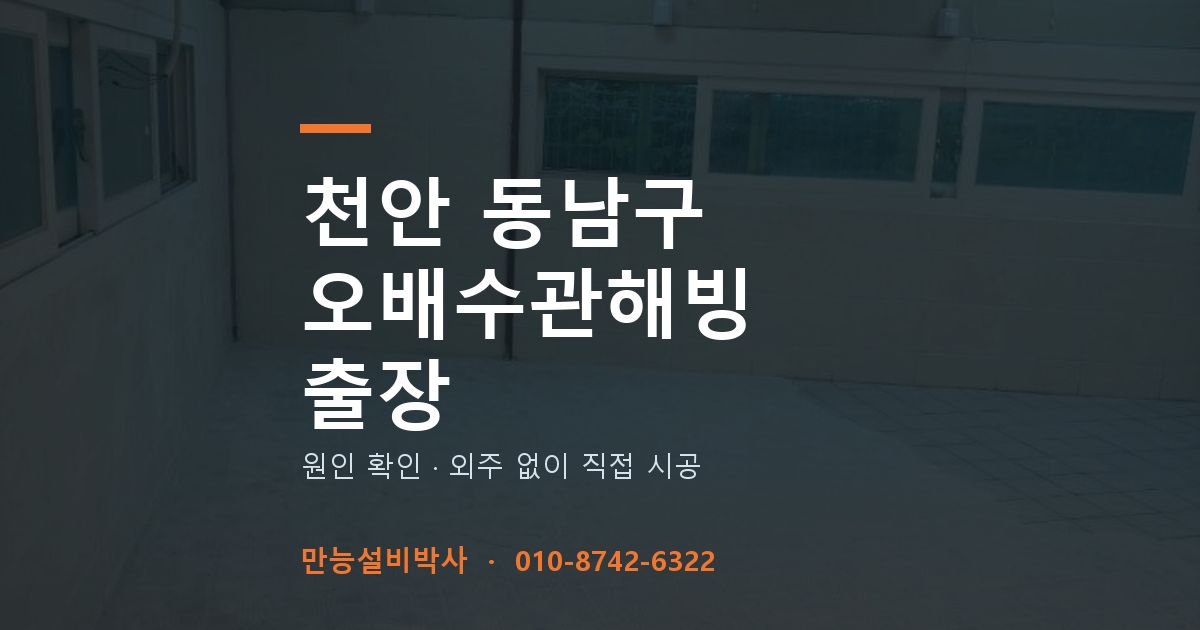 천안 동남구
오배수관해빙
출장
원인 확인 · 외주 없이 직접 시공
만능설비박사 · 010-8742-6322